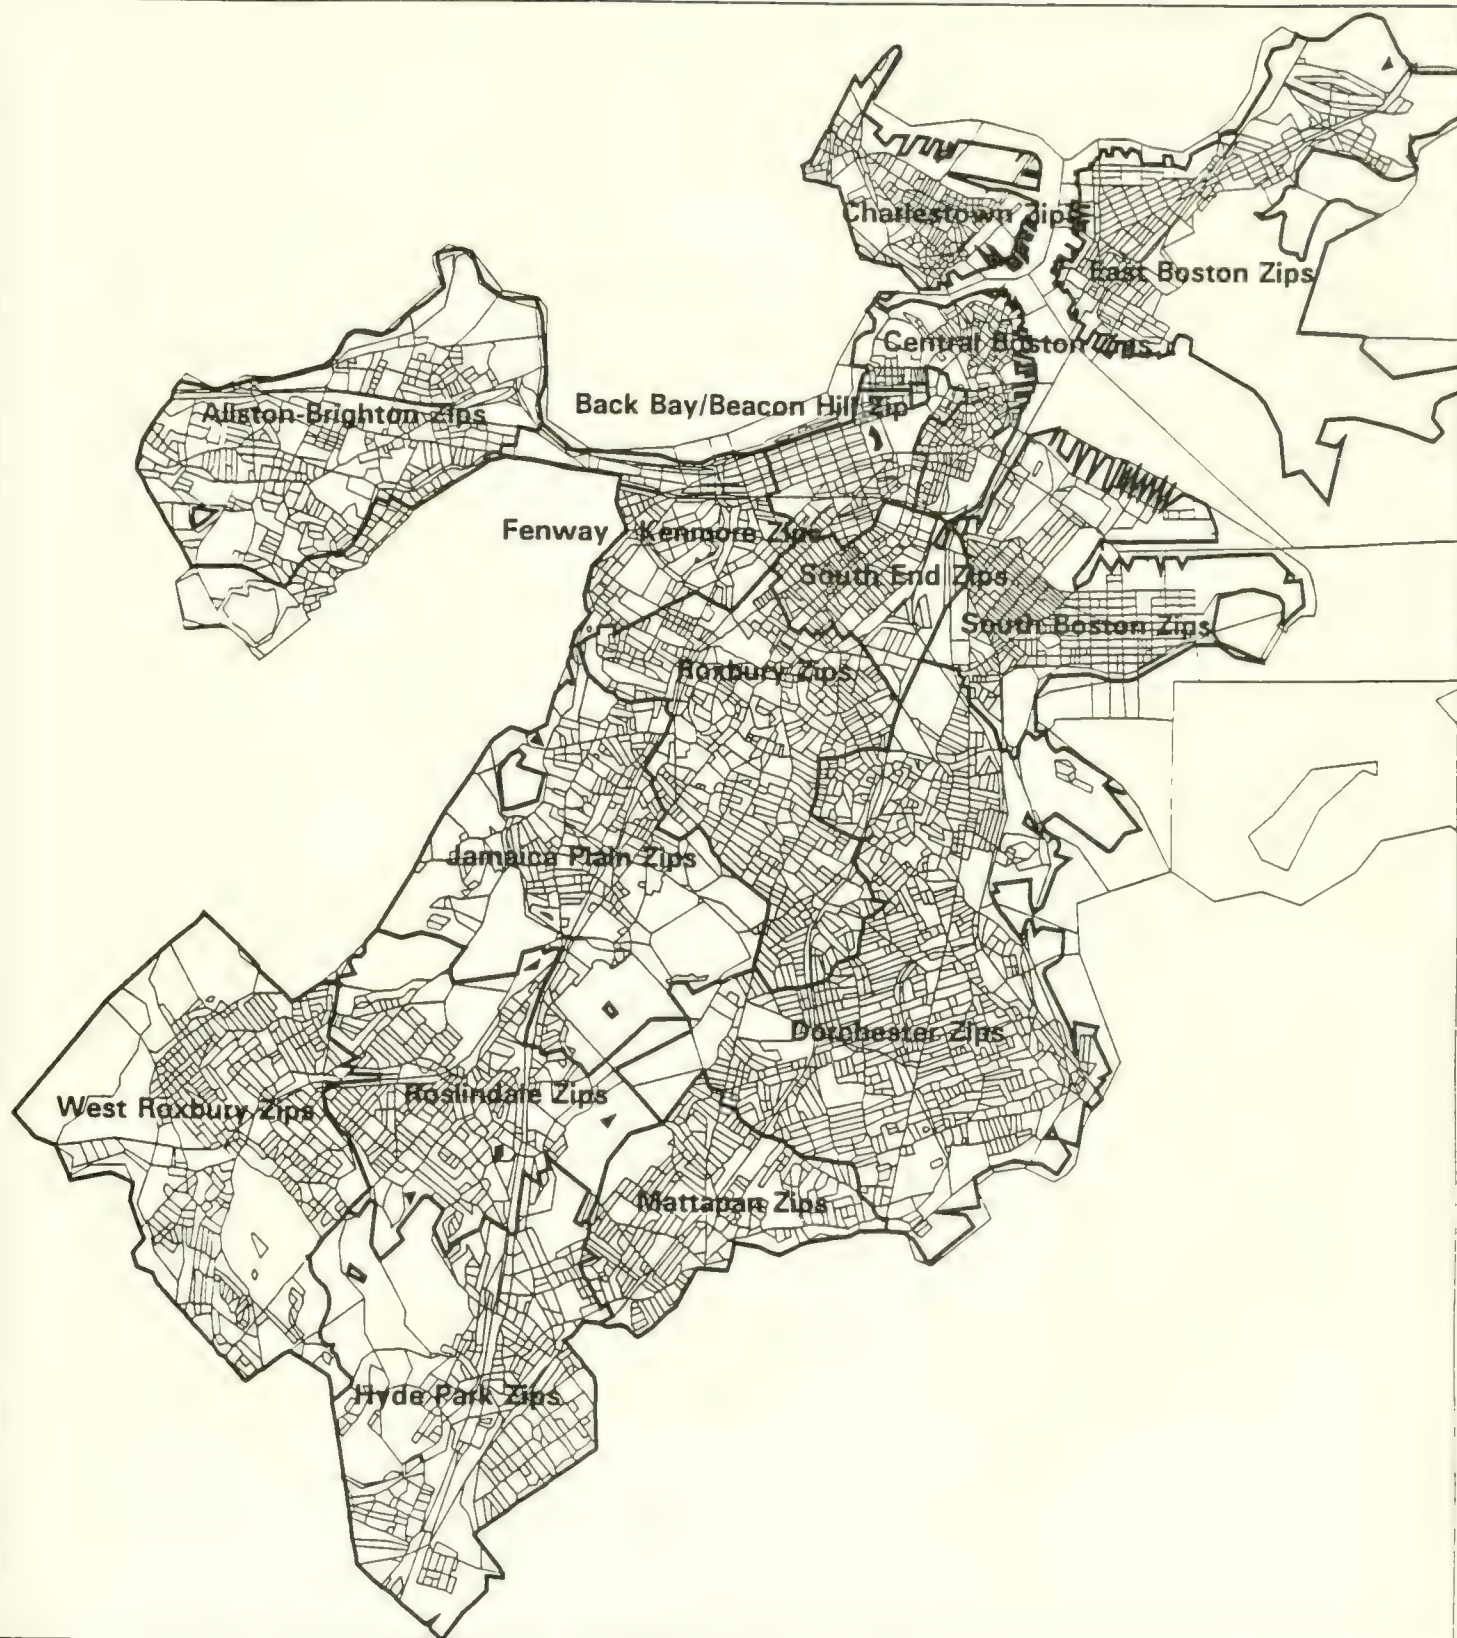 Charlestown Zips
East Boston Zips
Central Boston Zips
Allston-Brighton Zips
Back Bay/Beacon Hill Zip
Fenway Kenmore Zips
South End Zips
South Boston Zips
Roxbury Zips
Jamaica Plain Zips
Dorchester Zips
Roslindale Zips
West Roxbury Zips
Mattapan Zips
Hyde Park Zips